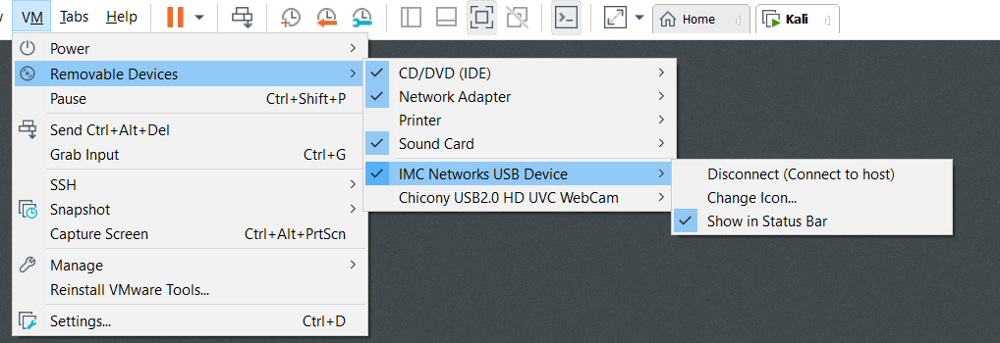 VM Tabs Help Home Kali
Power
Removable Devices
Pause Ctrl+Shift+P
Send Ctrl+Alt+Del
Grab Input Ctrl+G
SSH
Snapshot
Capture Screen Ctrl+Alt+PrtScn
Manage
Reinstall VMware Tools...
Settings... Ctrl+D
CD/DVD (IDE)
Network Adapter
Printer
Sound Card
IMC Networks USB Device
Chicony USB2.0 HD UVC WebCam
Disconnect (Connect to host)
Change Icon...
Show in Status Bar